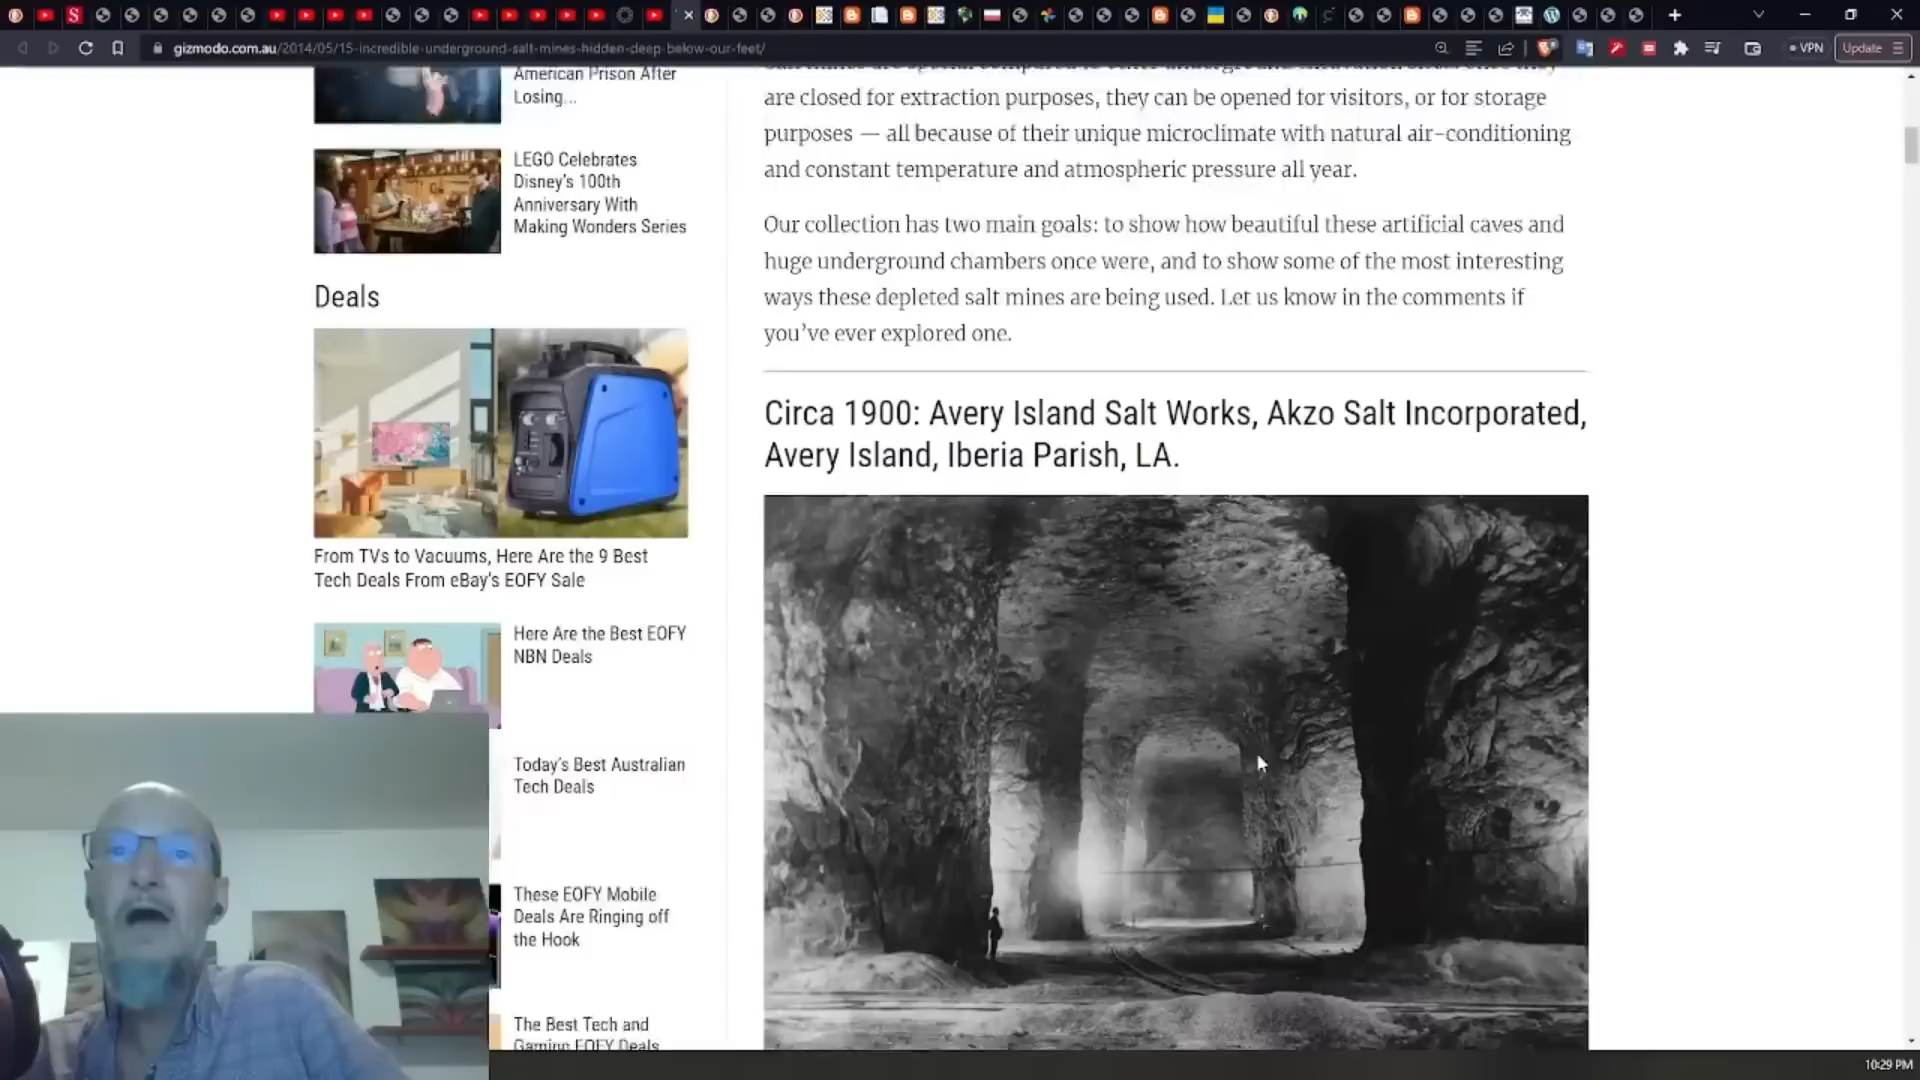 gizmodo.com.au/2014/05/15-incredible-underground-salt-mines-hidden-deep-below-our-feet/
VPN
Update
American Prison After
Losing...
LEGO Celebrates
Disney's 100th
Anniversary With
Making Wonders Series
Deals
From TVs to Vacuums, Here Are the 9 Best
Tech Deals From eBay's EOFY Sale
Here Are the Best EOFY
NBN Deals
Today's Best Australian
Tech Deals
These EOFY Mobile
Deals Are Ringing off
the Hook
The Best Tech and
Gaming EOFY Deals
are closed for extraction purposes, they can be opened for visitors, or for storage
purposes — all because of their unique microclimate with natural air-conditioning
and constant temperature and atmospheric pressure all year.
Our collection has two main goals: to show how beautiful these artificial caves and
huge underground chambers once were, and to show some of the most interesting
ways these depleted salt mines are being used. Let us know in the comments if
you've ever explored one.
Circa 1900: Avery Island Salt Works, Akzo Salt Incorporated,
Avery Island, Iberia Parish, LA.
10:29 PM